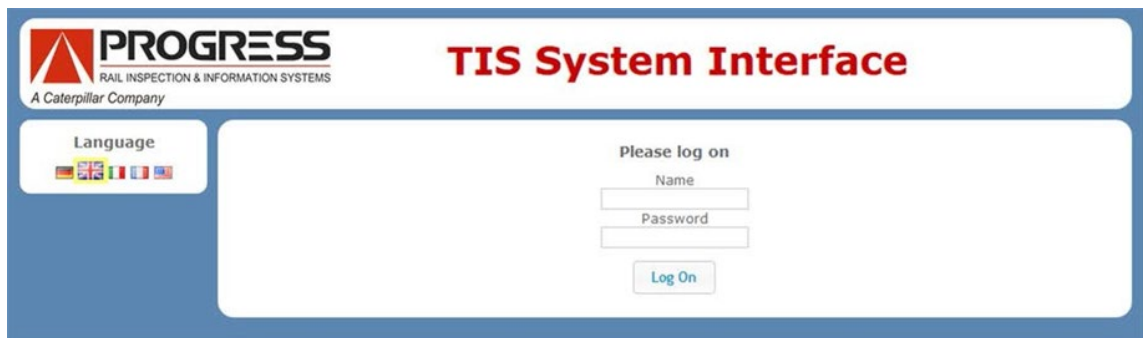 PROGRESS
RAIL INSPECTION & INFORMATION SYSTEMS
A Caterpillar Company
TIS System Interface
Language
Please log on
Name
Password
Log On